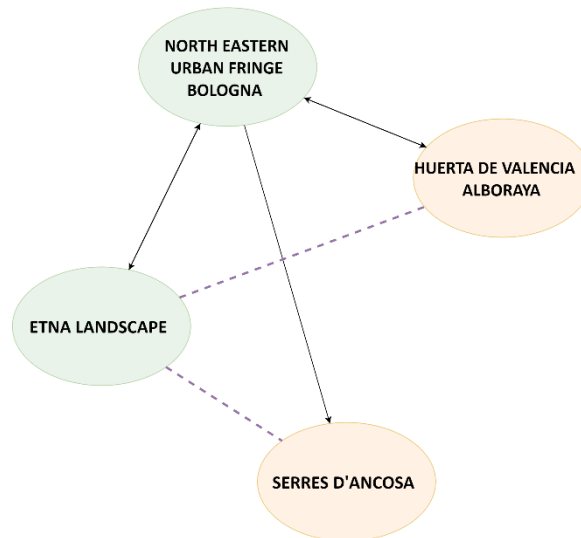 NORTH EASTERN
URBAN FRINGE
BOLOGNA
HUERTA DE VALENCIA
ALBORAYA
ETNA LANDSCAPE
SERRES D'ANCOSA